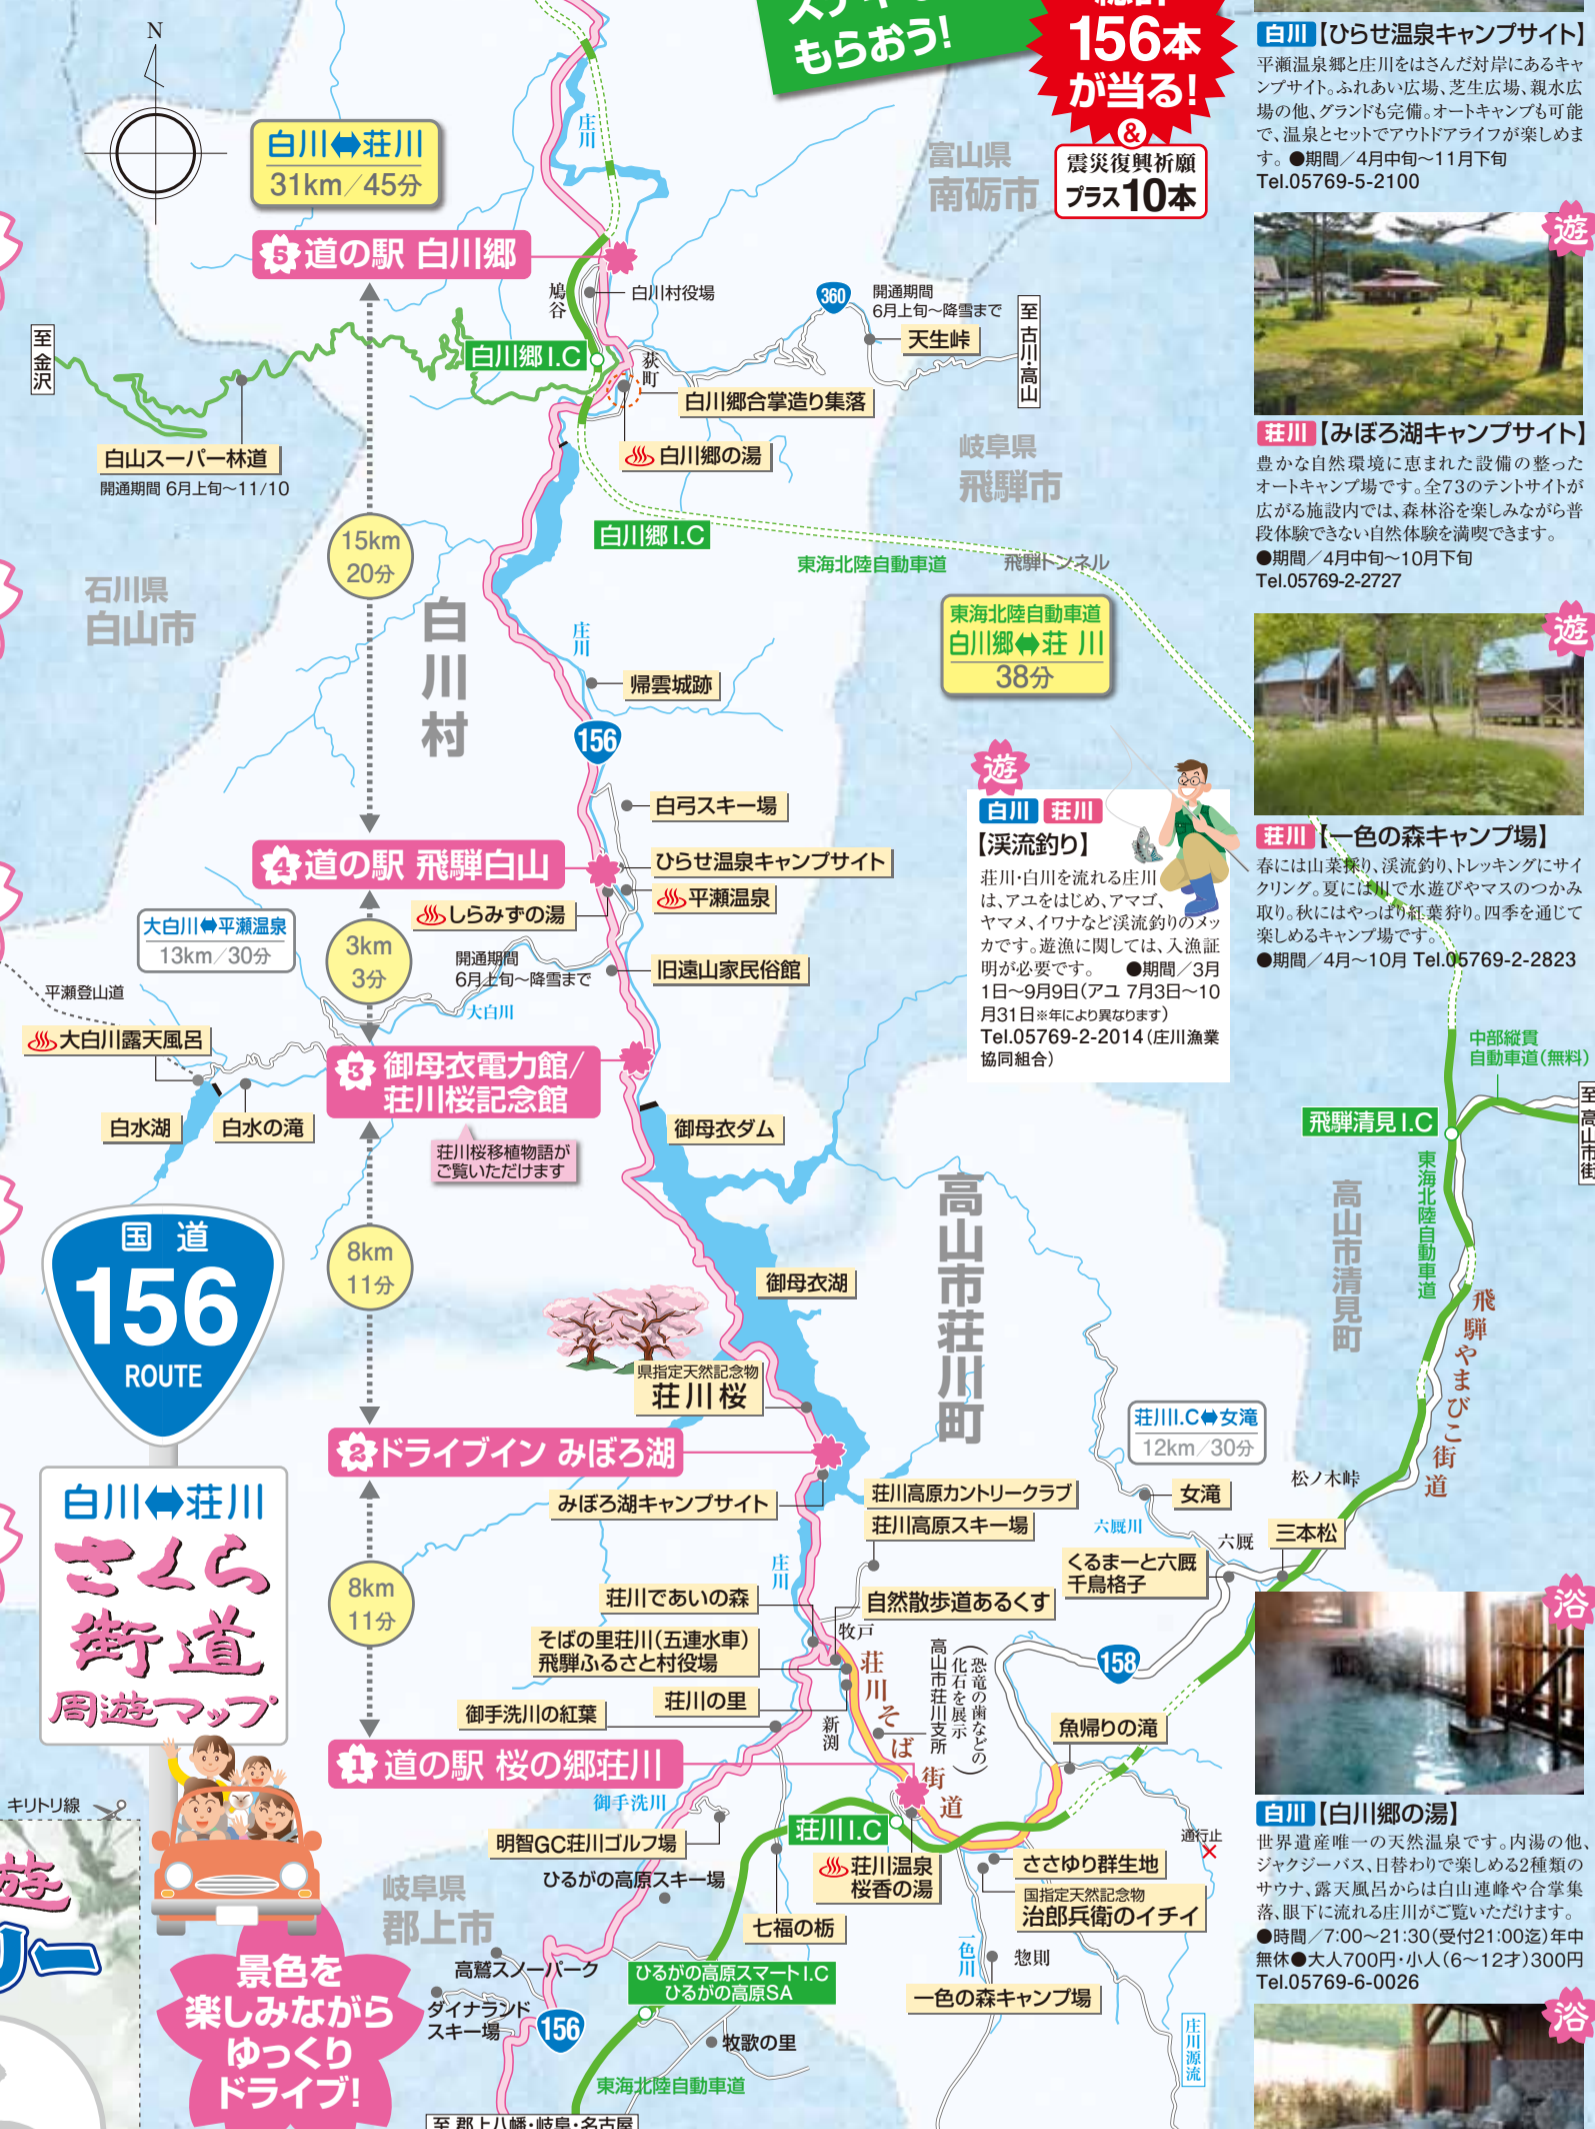 もらおう!
156本
が当る!
&
震災復興祈願
プラス10本
N
白川⇔荘川
31km/45分
5 道の駅 白川郷
庄川
富山県
南砺市
鳩谷
白川村役場
360
開通期間
6月上旬〜降雪まで
天生峠
至 古川・高山
至 金沢
白川郷I.C
荻町
白川郷合掌造り集落
白川郷の湯
白山スーパー林道
開通期間 6月上旬〜11/10
岐阜県
飛騨市
白川郷I.C
東海北陸自動車道
飛騨トンネル
15km
20分
石川県
白山市
白川村
庄川
帰雲城跡
東海北陸自動車道
白川郷⇔荘川
38分
156
白弓スキー場
4 道の駅 飛騨白山
ひらせ温泉キャンプサイト
平瀬温泉
しらみずの湯
大白川⇔平瀬温泉
13km/30分
3km
3分
開通期間
6月上旬〜降雪まで
旧遠山家民俗館
平瀬登山道
大白川
大白川露天風呂
3 御母衣電力館/
荘川桜記念館
白水湖
白水の滝
荘川桜移植物語が
ご覧いただけます
御母衣ダム
遊
白川 荘川
【渓流釣り】
荘川・白川を流れる庄川
は、アユをはじめ、アマゴ、
ヤマメ、イワナなど渓流釣りのメッ
カです。遊漁に関しては、入漁証
明が必要です。 ●期間/3月
1日〜9月9日(アユ 7月3日〜10
月31日※年により異なります)
Tel.05769-2-2014(庄川漁業
協同組合)
国道
156
ROUTE
8km
11分
御母衣湖
高山市荘川町
県指定天然記念物
荘川桜
2 ドライブイン みぼろ湖
みぼろ湖キャンプサイト
荘川I.C⇔女滝
12km/30分
荘川高原カントリークラブ
荘川高原スキー場
女滝
六厩川
六厩
三本松
くるまーと六厩
千鳥格子
松ノ木峠
飛騨やまびこ街道
中部縦貫
自動車道(無料)
至 高山市街
飛騨清見I.C
東海北陸自動車道
高山市清見町
白川⇔荘川
さくら
街道
周遊マップ
8km
11分
庄川
荘川であいの森
自然散歩道あるくす
牧戸
そばの里荘川(五連水車)
飛騨ふるさと村役場
荘川の里
御手洗川の紅葉
新渕
荘川そば街道
高山市荘川支所
(恐竜の歯などの
化石を展示)
158
魚帰りの滝
1 道の駅 桜の郷荘川
御手洗川
キリトリ線
明智GC荘川ゴルフ場
荘川I.C
荘川温泉
桜香の湯
ささゆり群生地
国指定天然記念物
治郎兵衛のイチイ
通行止
ひるがの高原スキー場
岐阜県
郡上市
七福の栃
高鷲スノーパーク
ダイナランド
スキー場
156
ひるがの高原スマートI.C
ひるがの高原SA
牧歌の里
東海北陸自動車道
至 郡上八幡・岐阜・名古屋
一色川
惣則
一色の森キャンプ場
庄川源流
景色を
楽しみながら
ゆっくり
ドライブ!
白川【ひらせ温泉キャンプサイト】
平瀬温泉郷と庄川をはさんだ対岸にあるキャ
ンプサイト。ふれあい広場、芝生広場、親水広
場の他、グランドも完備。オートキャンプも可能
で、温泉とセットでアウトドアライフが楽しめま
す。 ●期間/4月中旬〜11月下旬
Tel.05769-5-2100
遊
荘川【みぼろ湖キャンプサイト】
豊かな自然環境に恵まれた設備の整った
オートキャンプ場です。全73のテントサイトが
広がる施設内では、森林浴を楽しみながら普
段体験できない自然体験を満喫できます。
●期間/4月中旬〜10月下旬
Tel.05769-2-2727
遊
荘川【一色の森キャンプ場】
春には山菜採り、渓流釣り、トレッキングにサイ
クリング。夏には川で水遊びやマスのつかみ
取り。秋にはやっぱり紅葉狩り。四季を通じて
楽しめるキャンプ場です。
●期間/4月〜10月 Tel.05769-2-2823
浴
白川【白川郷の湯】
世界遺産唯一の天然温泉です。内湯の他、
ジャクジーバス、日替わりで楽しめる2種類の
サウナ、露天風呂からは白山連峰や合掌集
落、眼下に流れる庄川がご覧いただけます。
●時間/7:00〜21:30(受付21:00迄)年中
無休●大人700円・小人(6〜12才)300円
Tel.05769-6-0026
浴